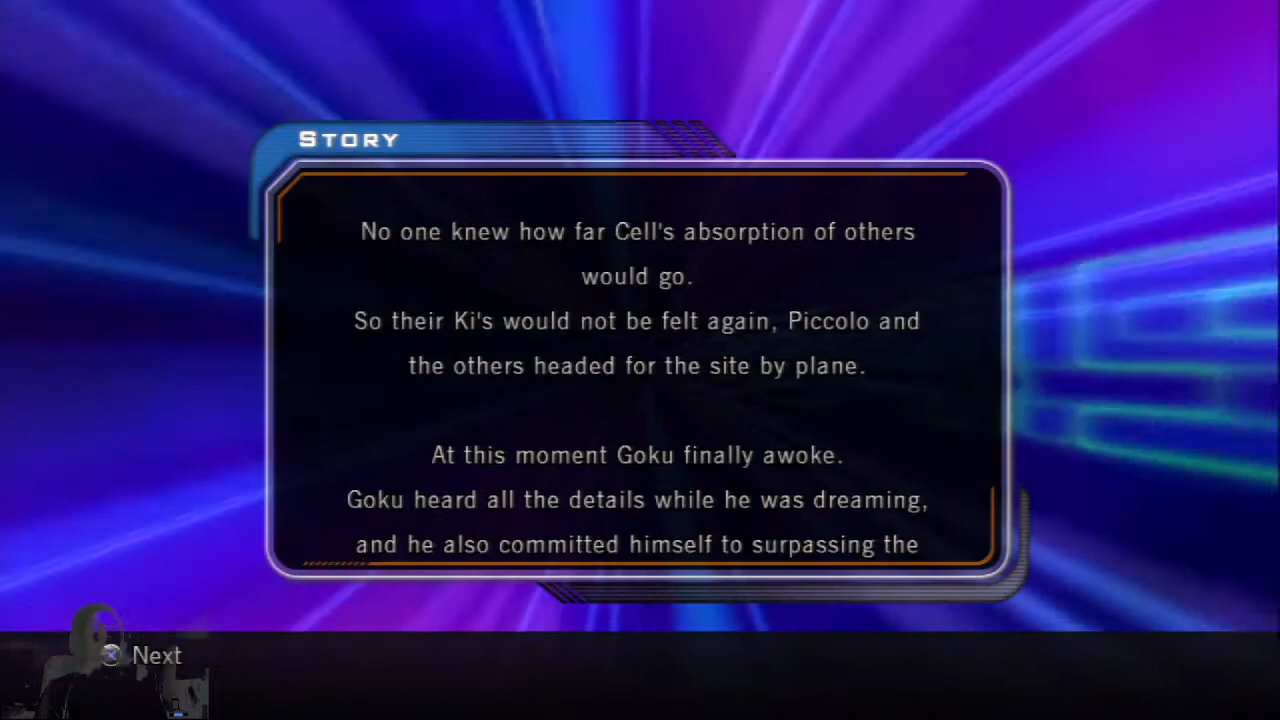 STORY
No one knew how far Cell's absorption of others
would go.
So their Ki's would not be felt again, Piccolo and
the others headed for the site by plane.
At this moment Goku finally awoke.
Goku heard all the details while he was dreaming,
and he also committed himself to surpassing the
Next